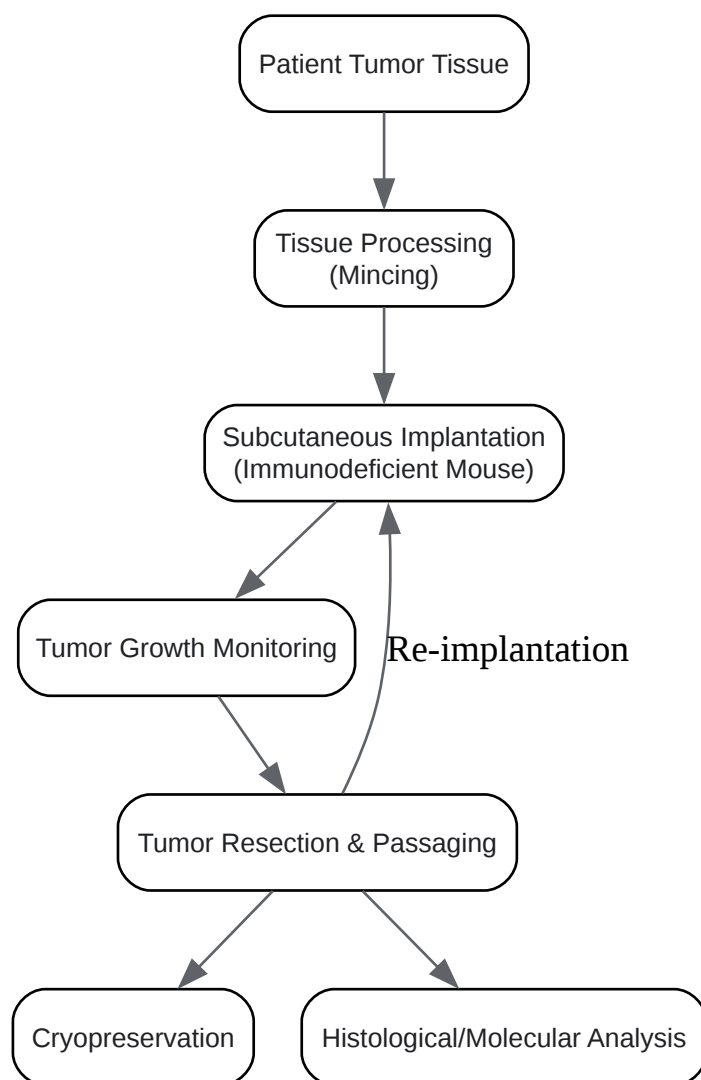 Patient Tumor Tissue
Tissue Processing
(Mincing)
Subcutaneous Implantation
(Immunodeficient Mouse)
Tumor Growth Monitoring
Re-implantation
Tumor Resection & Passaging
Cryopreservation
Histological/Molecular Analysis